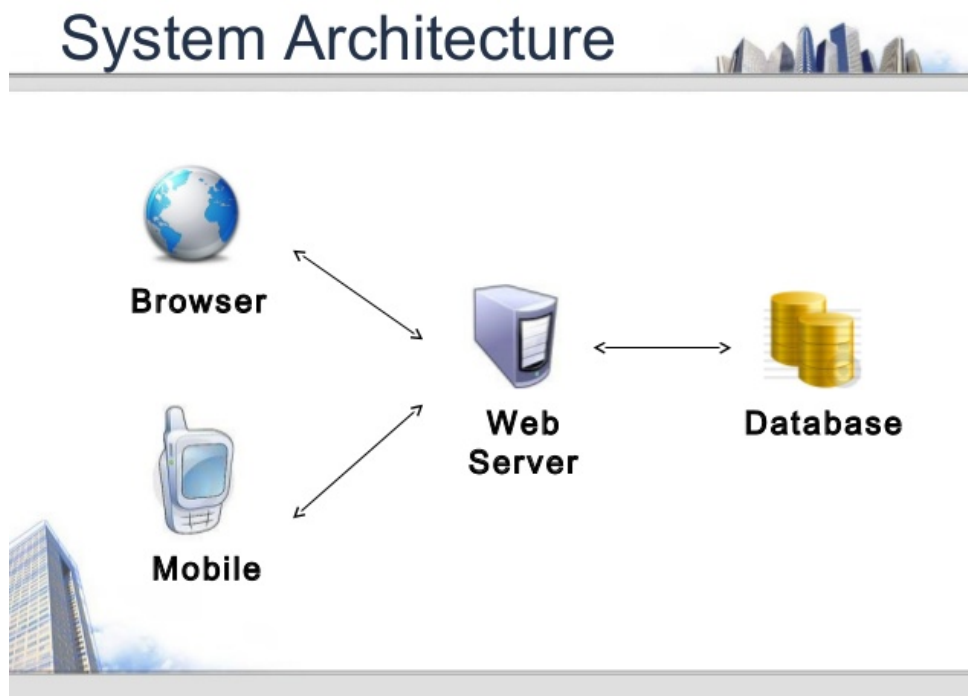 System Architecture
Browser
Web
Server
Database
Mobile